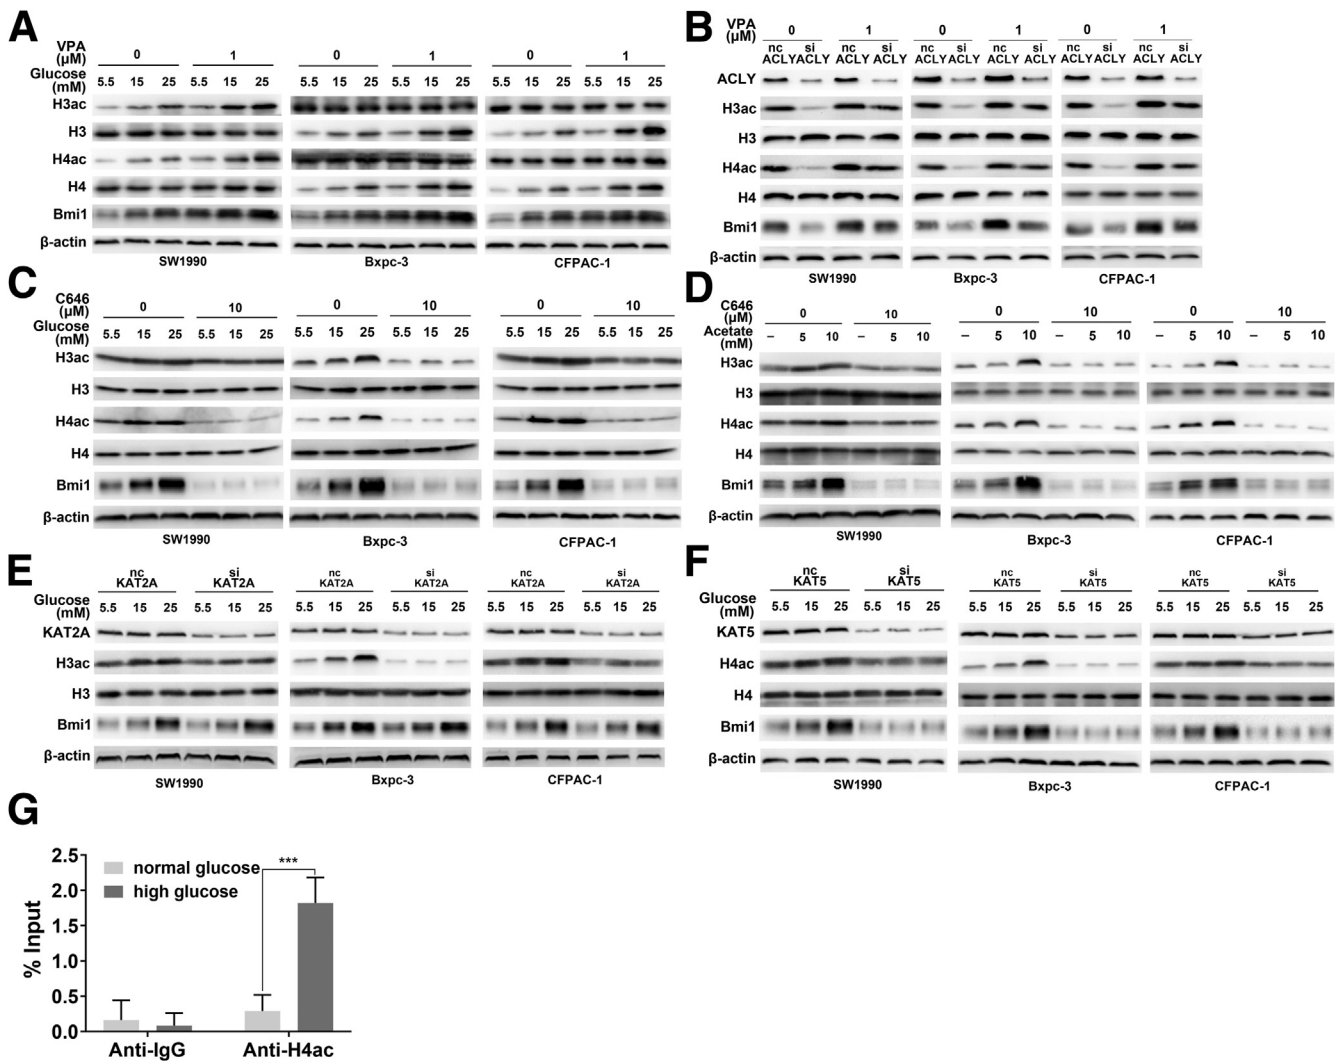 A
VPA (μM) 0 1 0 1 0 1
Glucose (mM) 5.5 15 25 5.5 15 25 5.5 15 25 5.5 15 25 5.5 15 25 5.5 15 25
H3ac
H3
H4ac
H4
Bmi1
β-actin
SW1990 Bxpc-3 CFPAC-1
B
VPA (μM) 0 1 0 1 0 1
nc si nc si nc si nc si nc si nc si
ACLY ACLY ACLY ACLY ACLY ACLY ACLY ACLY ACLY ACLY ACLY ACLY
ACLY
H3ac
H3
H4ac
H4
Bmi1
β-actin
SW1990 Bxpc-3 CFPAC-1
C
C646 (μM) 0 10 0 10 0 10
Glucose (mM) 5.5 15 25 5.5 15 25 5.5 15 25 5.5 15 25 5.5 15 25 5.5 15 25
H3ac
H3
H4ac
H4
Bmi1
β-actin
SW1990 Bxpc-3 CFPAC-1
D
C646 (μM) 0 10 0 10 0 10
Acetate (mM) – 5 10 – 5 10 – 5 10 – 5 10 – 5 10 – 5 10
H3ac
H3
H4ac
H4
Bmi1
β-actin
SW1990 Bxpc-3 CFPAC-1
E
nc si nc si nc si
KAT2A KAT2A KAT2A KAT2A KAT2A KAT2A
Glucose (mM) 5.5 15 25 5.5 15 25 5.5 15 25 5.5 15 25 5.5 15 25 5.5 15 25
KAT2A
H3ac
H3
Bmi1
β-actin
SW1990 Bxpc-3 CFPAC-1
F
nc si nc si nc si
KAT5 KAT5 KAT5 KAT5 KAT5 KAT5
Glucose (mM) 5.5 15 25 5.5 15 25 5.5 15 25 5.5 15 25 5.5 15 25 5.5 15 25
KAT5
H4ac
H4
Bmi1
β-actin
SW1990 Bxpc-3 CFPAC-1
G
% Input
2.5
2.0
1.5
1.0
0.5
0.0
normal glucose
high glucose
***
Anti-IgG Anti-H4ac